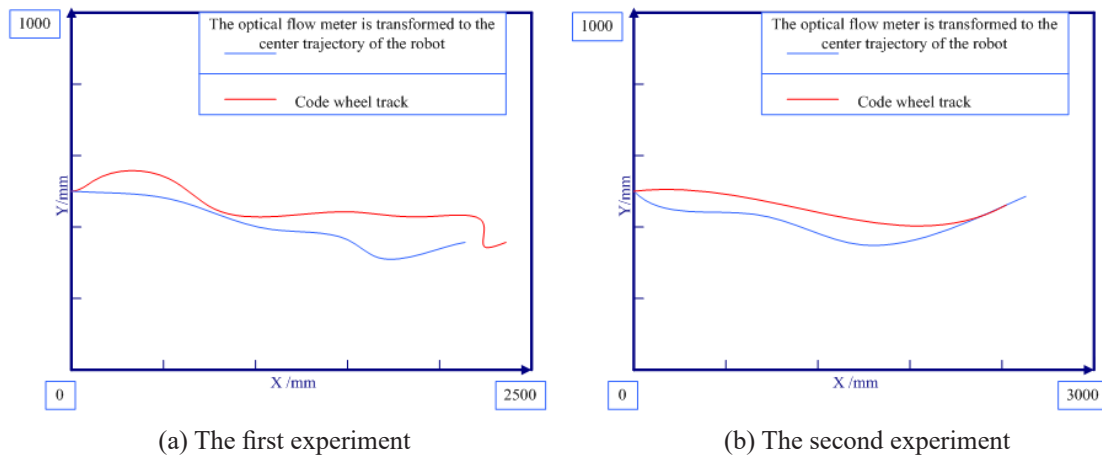 1000
The optical flow meter is transformed to the
center trajectory of the robot
Code wheel track
Y/mm
X /mm
0
2500
(a) The first experiment
1000
The optical flow meter is transformed to the
center trajectory of the robot
Code wheel track
Y/mm
X /mm
0
3000
(b) The second experiment